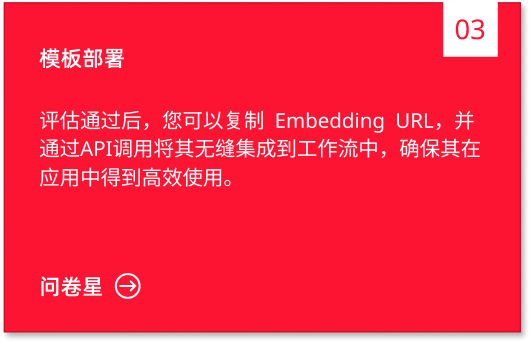 03
模板部署
评估通过后，您可以复制 Embedding URL，并
通过API调用将其无缝集成到工作流中，确保其在
应用中得到高效使用。
问卷星